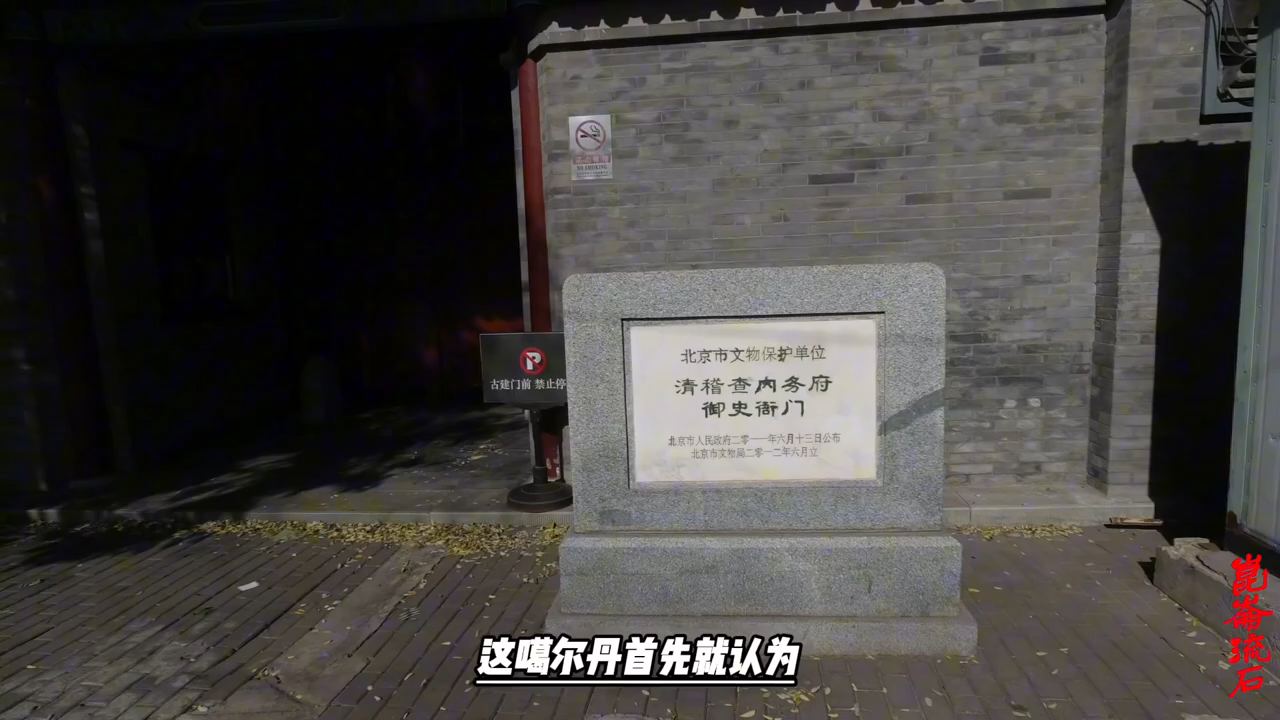 NO SMOKING
古建门前 禁止停
北京市文物保护单位
清稽查内务府
御史衙门
北京市人民政府二零一一年六月十三日公布
北京市文物局二零一二年六月立
这噶尔丹首先就认为
崑崙琉石